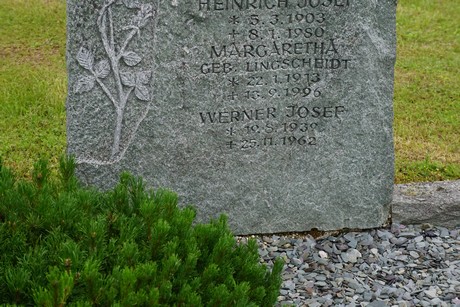 HEINRICH JOSEF
* 5.3.1903
+ 8.1.1980
MARGARETHA
GEB. LINGSCHEIDT
* 22.1.1913
+ 13.9.1996
WERNER JOSEF
* 19.5.1939
+ 25.11.1962